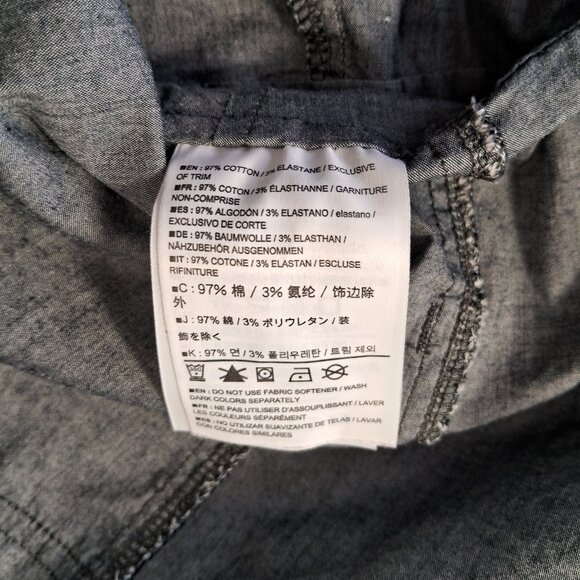 ■EN : 97% COTTON / 3% ELASTANE / EXCLUSIVE
OF TRIM
■FR : 97% COTON / 3% ÉLASTHANNE / GARNITURE
NON-COMPRISE
■ES : 97% ALGODÓN / 3% ELASTANO / elastano /
EXCLUSIVO DE CORTE
■DE : 97% BAUMWOLLE / 3% ELASTHAN /
NÄHZUBEHÖR AUSGENOMMEN
■IT : 97% COTONE / 3% ELASTAN / ESCLUSE
RIFINITURE
■C : 97% 棉 / 3% 氨纶 / 饰边除
外
■J : 97% 綿 / 3% ポリウレタン / 装
飾を除く
■K : 97% 면 / 3% 폴리우레탄 / 트림 제외
■EN : DO NOT USE FABRIC SOFTENER / WASH
DARK COLORS SEPARATELY
■FR : NE PAS UTILISER D'ASSOUPLISSANT / LAVER
LES COULEURS SÉPARÉMENT
■ES : NO UTILIZAR SUAVIZANTE DE TELAS / LAVAR
CON COLORES SIMILARES